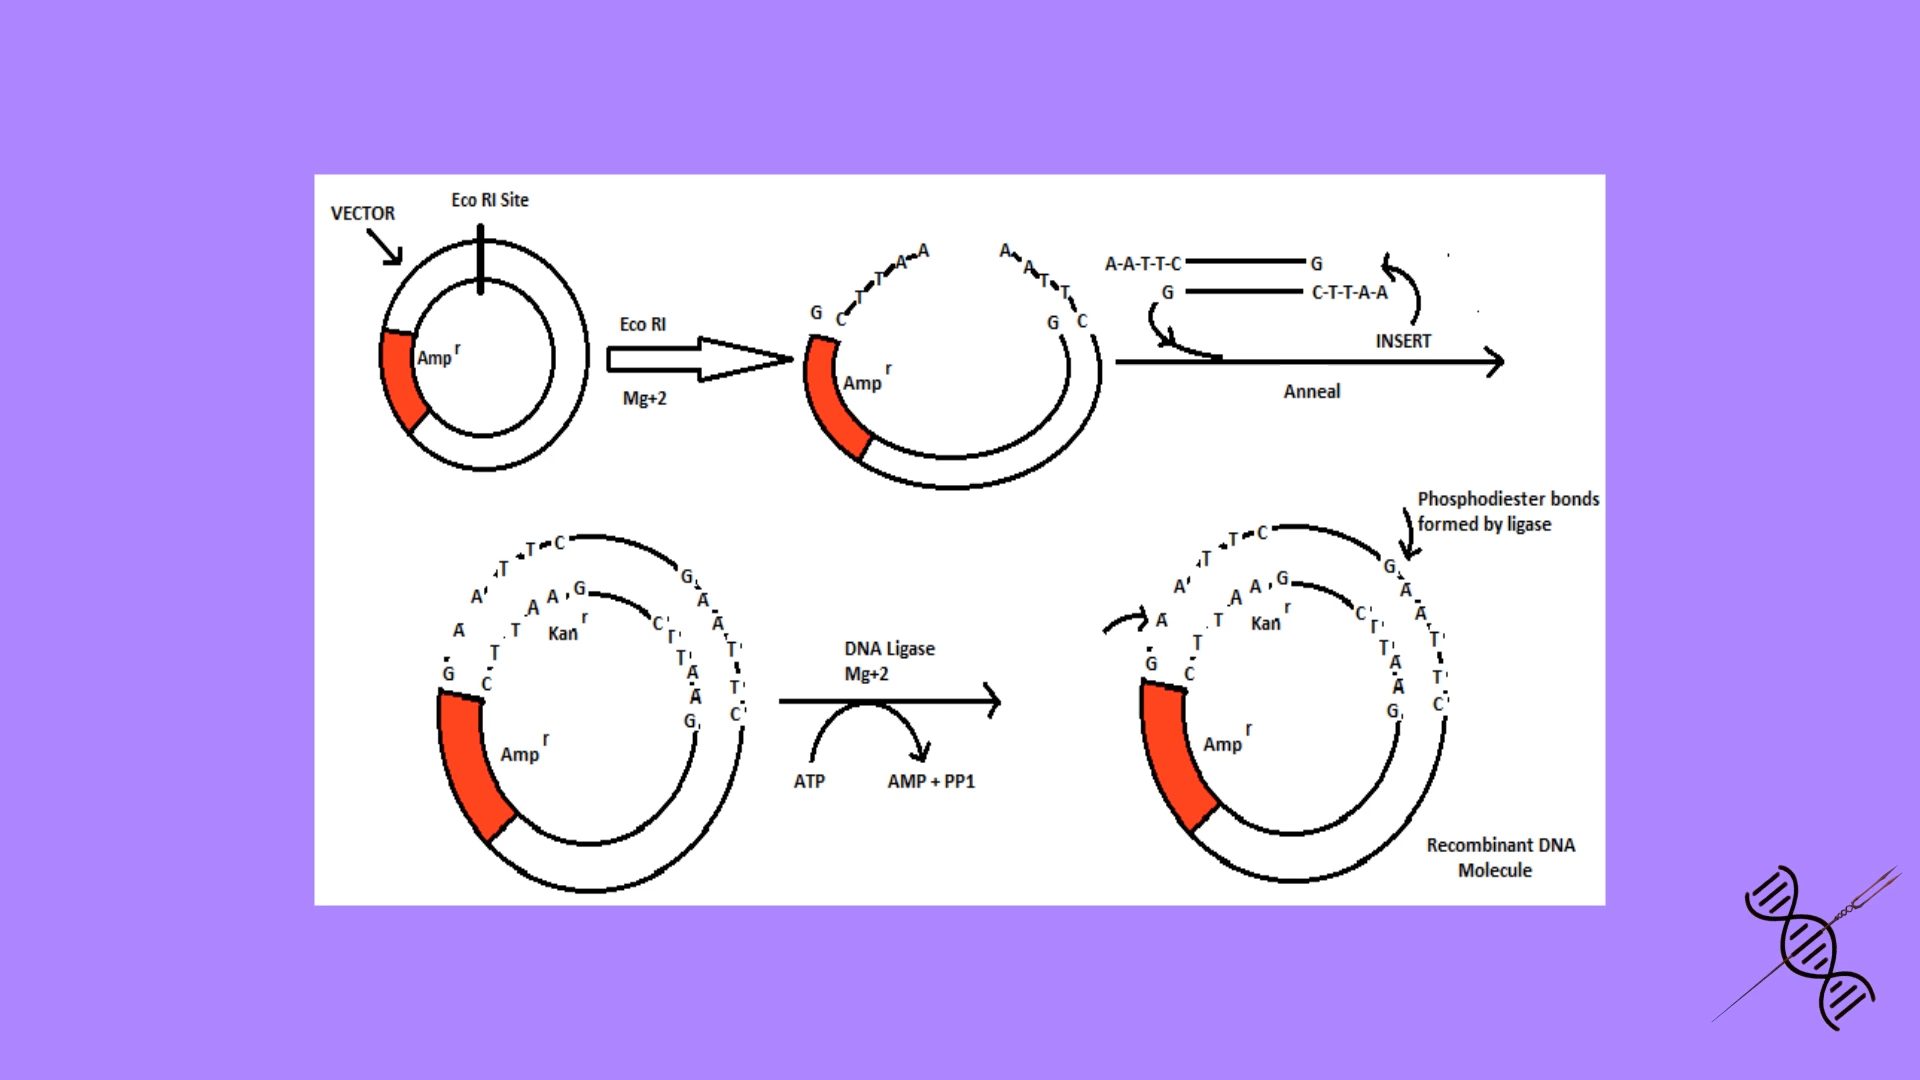 VECTOR
Eco RI Site
Amp r
Eco RI
Mg+2
G C T T A A
A A T T C
G
Amp r
A-A-T-T-C G
G C-T-T-A-A
INSERT
Anneal
G A A T T C G A A T T C
C T T A A G C T T A A G
Kan r
Amp r
DNA Ligase
Mg+2
ATP
AMP + PP1
Phosphodiester bonds
formed by ligase
G A A T T C G A A T T C
C T T A A G C T T A A G
Kan r
Amp r
Recombinant DNA
Molecule